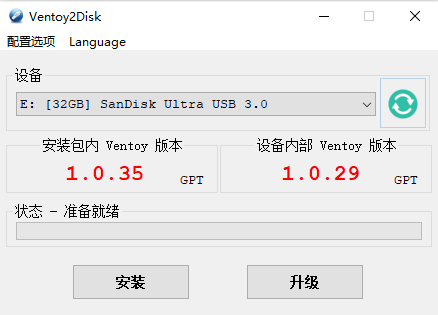 Ventoy2Disk
配置选项 Language
设备
E: [32GB] SanDisk Ultra USB 3.0
安装包内 Ventoy 版本 设备内部 Ventoy 版本
1.0.35 GPT 1.0.29 GPT
状态 - 准备就绪
安装 升级